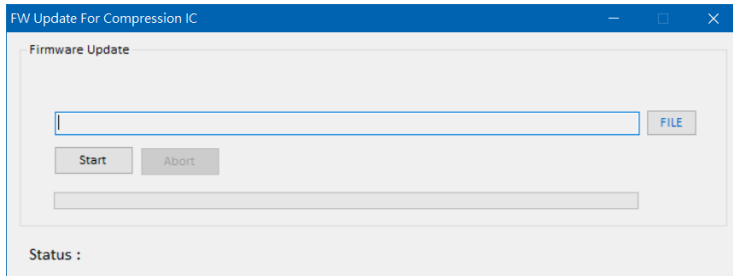 FW Update For Compression IC
Firmware Update
FILE
Start Abort
Status :